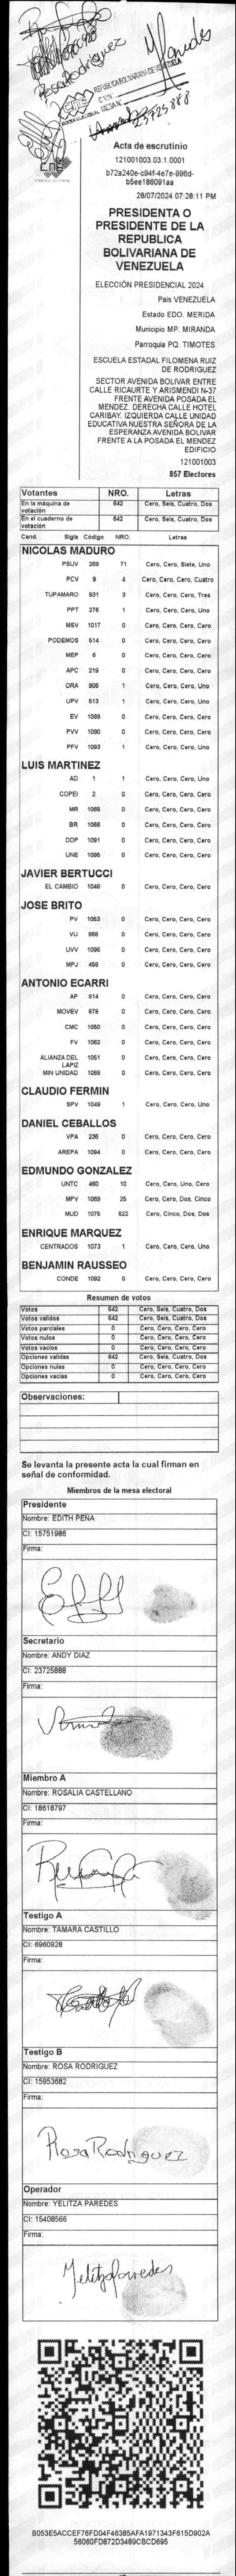 Rosa Rodriguez
Yparedes
REPUBLICA BOLIVARIANA DE VENEZUELA
23725888
CNE
Acta de escrutinio
121001003.03.1.0001
b72a240e-c94f-4e7e-996d-
b5ee186091aa
28/07/2024 07:28:11 PM
PRESIDENTA O
PRESIDENTE DE LA
REPUBLICA
BOLIVARIANA DE
VENEZUELA
ELECCIÓN PRESIDENCIAL 2024
Pais VENEZUELA
Estado EDO. MERIDA
Municipio MP. MIRANDA
Parroquia PQ. TIMOTES
ESCUELA ESTADAL FILOMENA RUIZ
DE RODRIGUEZ
SECTOR AVENIDA BOLIVAR ENTRE
CALLE RICAURTE Y ARISMENDI N-37
FRENTE AVENIDA POSADA EL
MENDEZ. DERECHA CALLE HOTEL
CARIBAY. IZQUIERDA CALLE UNIDAD
EDUCATIVA NUESTRA SEÑORA DE LA
ESPERANZA AVENIDA BOLIVAR
FRENTE A LA POSADA EL MENDEZ
EDIFICIO
121001003
857 Electores
Votantes NRO. Letras
En la máquina de votación 642 Cero, Seis, Cuatro, Dos
En el cuaderno de votación 642 Cero, Seis, Cuatro, Dos
Cand. Sigla Código NRO. Letras
NICOLAS MADURO
PSUV 269 71 Cero, Cero, Siete, Uno
PCV 9 4 Cero, Cero, Cero, Cuatro
TUPAMARO 931 3 Cero, Cero, Cero, Tres
PPT 276 1 Cero, Cero, Cero, Uno
MSV 1017 0 Cero, Cero, Cero, Cero
PODEMOS 514 0 Cero, Cero, Cero, Cero
MEP 6 0 Cero, Cero, Cero, Cero
APC 219 0 Cero, Cero, Cero, Cero
ORA 906 1 Cero, Cero, Cero, Uno
UPV 513 1 Cero, Cero, Cero, Uno
EV 1089 0 Cero, Cero, Cero, Cero
PVV 1090 0 Cero, Cero, Cero, Cero
PFV 1093 1 Cero, Cero, Cero, Uno
LUIS MARTINEZ
AD 1 1 Cero, Cero, Cero, Uno
COPEI 2 0 Cero, Cero, Cero, Cero
MR 1065 0 Cero, Cero, Cero, Cero
BR 1066 0 Cero, Cero, Cero, Cero
DDP 1091 0 Cero, Cero, Cero, Cero
UNE 1095 0 Cero, Cero, Cero, Cero
JAVIER BERTUCCI
EL CAMBIO 1048 0 Cero, Cero, Cero, Cero
JOSE BRITO
PV 1053 0 Cero, Cero, Cero, Cero
VU 866 0 Cero, Cero, Cero, Cero
UVV 1096 0 Cero, Cero, Cero, Cero
MPJ 459 0 Cero, Cero, Cero, Cero
ANTONIO ECARRI
AP 814 0 Cero, Cero, Cero, Cero
MOVEV 878 0 Cero, Cero, Cero, Cero
CMC 1050 0 Cero, Cero, Cero, Cero
FV 1062 0 Cero, Cero, Cero, Cero
ALIANZA DEL LAPIZ 1051 0 Cero, Cero, Cero, Cero
MIN UNIDAD 1068 0 Cero, Cero, Cero, Cero
CLAUDIO FERMIN
SPV 1049 1 Cero, Cero, Cero, Uno
DANIEL CEBALLOS
VPA 236 0 Cero, Cero, Cero, Cero
AREPA 1094 0 Cero, Cero, Cero, Cero
EDMUNDO GONZALEZ
UNTC 460 10 Cero, Cero, Uno, Cero
MPV 1069 25 Cero, Cero, Dos, Cinco
MUD 1075 522 Cero, Cinco, Dos, Dos
ENRIQUE MARQUEZ
CENTRADOS 1073 1 Cero, Cero, Cero, Uno
BENJAMIN RAUSSEO
CONDE 1092 0 Cero, Cero, Cero, Cero
Resumen de votos
Votos 642 Cero, Seis, Cuatro, Dos
Votos validos 642 Cero, Seis, Cuatro, Dos
Votos parciales 0 Cero, Cero, Cero, Cero
Votos nulos 0 Cero, Cero, Cero, Cero
Votos vacios 0 Cero, Cero, Cero, Cero
Opciones validas 642 Cero, Seis, Cuatro, Dos
Opciones nulas 0 Cero, Cero, Cero, Cero
Opciones vacias 0 Cero, Cero, Cero, Cero
Observaciones:
Se levanta la presente acta la cual firman en
señal de conformidad.
Miembros de la mesa electoral
Presidente
Nombre: EDITH PEÑA
CI: 15751986
Firma:
Secretario
Nombre: ANDY DIAZ
CI: 23725888
Firma:
Miembro A
Nombre: ROSALIA CASTELLANO
CI: 18618797
Firma:
Testigo A
Nombre: TAMARA CASTILLO
CI: 6960928
Firma:
Testigo B
Nombre: ROSA RODRIGUEZ
CI: 15953682
Firma:
Rosa Rodriguez
Operador
Nombre: YELITZA PAREDES
CI: 15408566
Firma:
Yelitza paredes
B053E5ACCEF76FD04F46385AFA1971343F615D902A
56060FD872D3489CBCD695